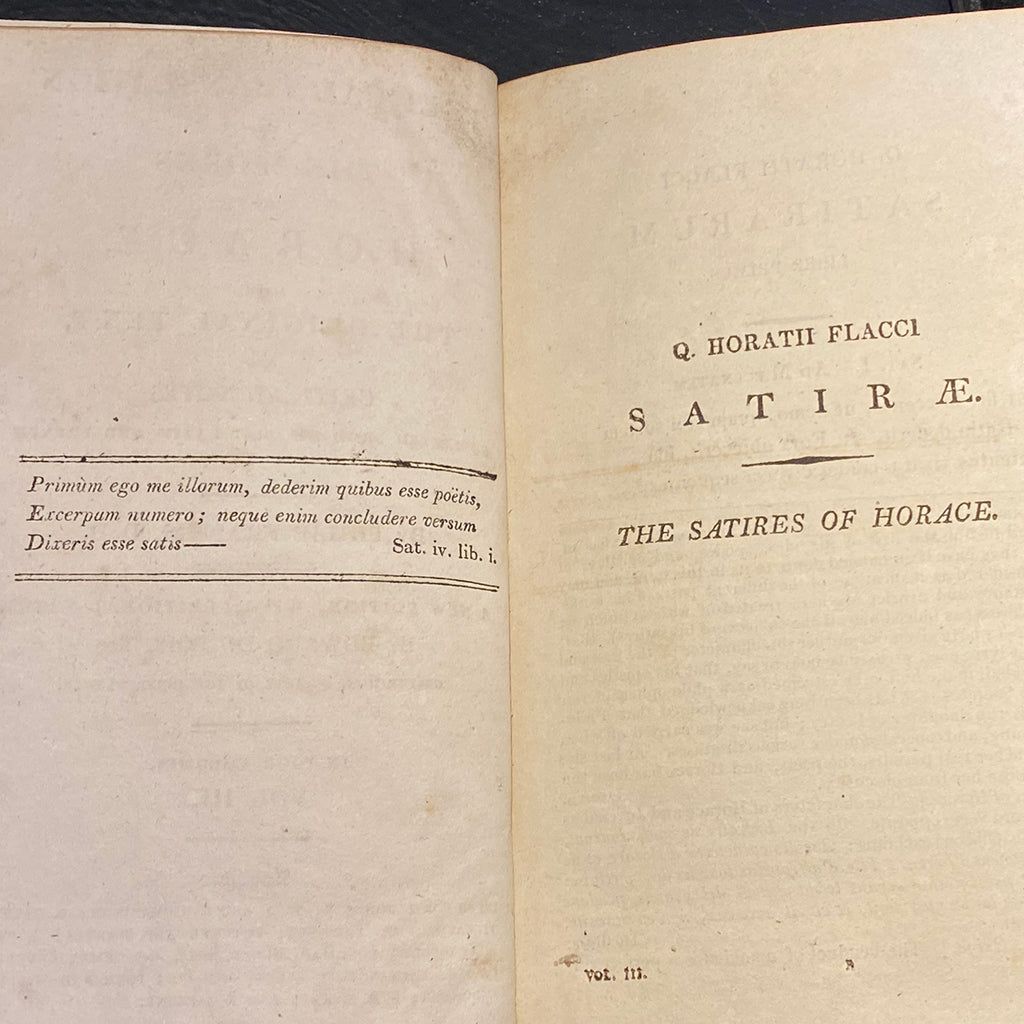 Primùm ego me illorum, dederim quibus esse poëtis,
Excerpam numero; neque enim concludere versum
Dixeris esse satis—— Sat. iv. lib. i.
Q. HORATII FLACCI
SATIRÆ.
THE SATIRES OF HORACE.
VOL. III. B